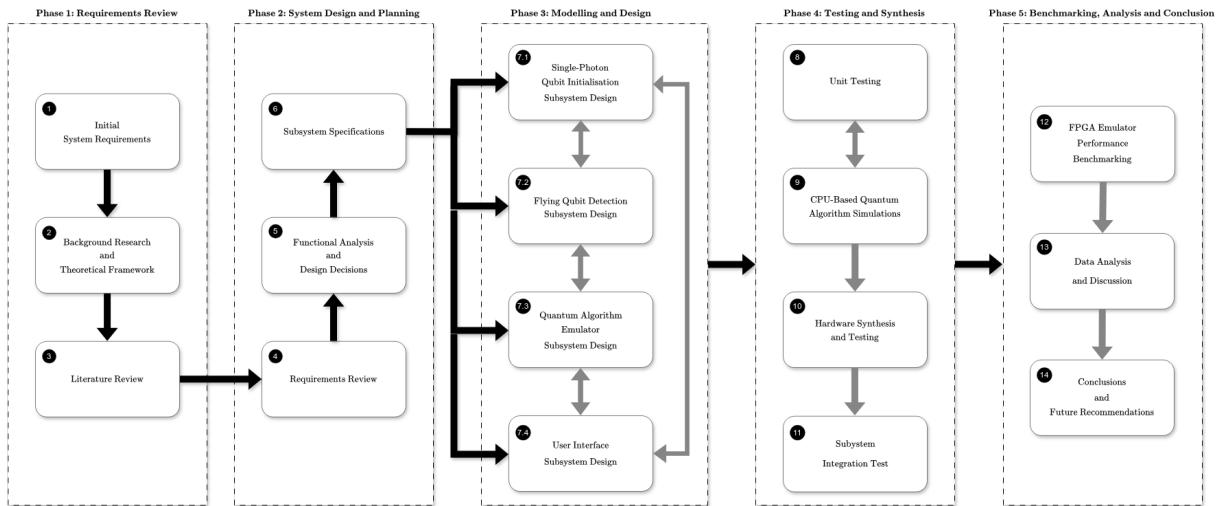 Phase 1: Requirements Review
1
Initial
System Requirements
2
Background Research
and
Theoretical Framework
3
Literature Review
Phase 2: System Design and Planning
6
Subsystem Specifications
5
Functional Analysis
and
Design Decisions
4
Requirements Review
Phase 3: Modelling and Design
7.1
Single-Photon
Qubit Initialisation
Subsystem Design
7.2
Flying Qubit Detection
Subsystem Design
7.3
Quantum Algorithm
Emulator
Subsystem Design
7.4
User Interface
Subsystem Design
Phase 4: Testing and Synthesis
8
Unit Testing
9
CPU-Based Quantum
Algorithm Simulations
10
Hardware Synthesis
and Testing
11
Subystem
Integration Test
Phase 5: Benchmarking, Analysis and Conclusion
12
FPGA Emulator
Performance
Benchmarking
13
Data Analysis
and Discussion
14
Conclusions
and
Future Recommendations